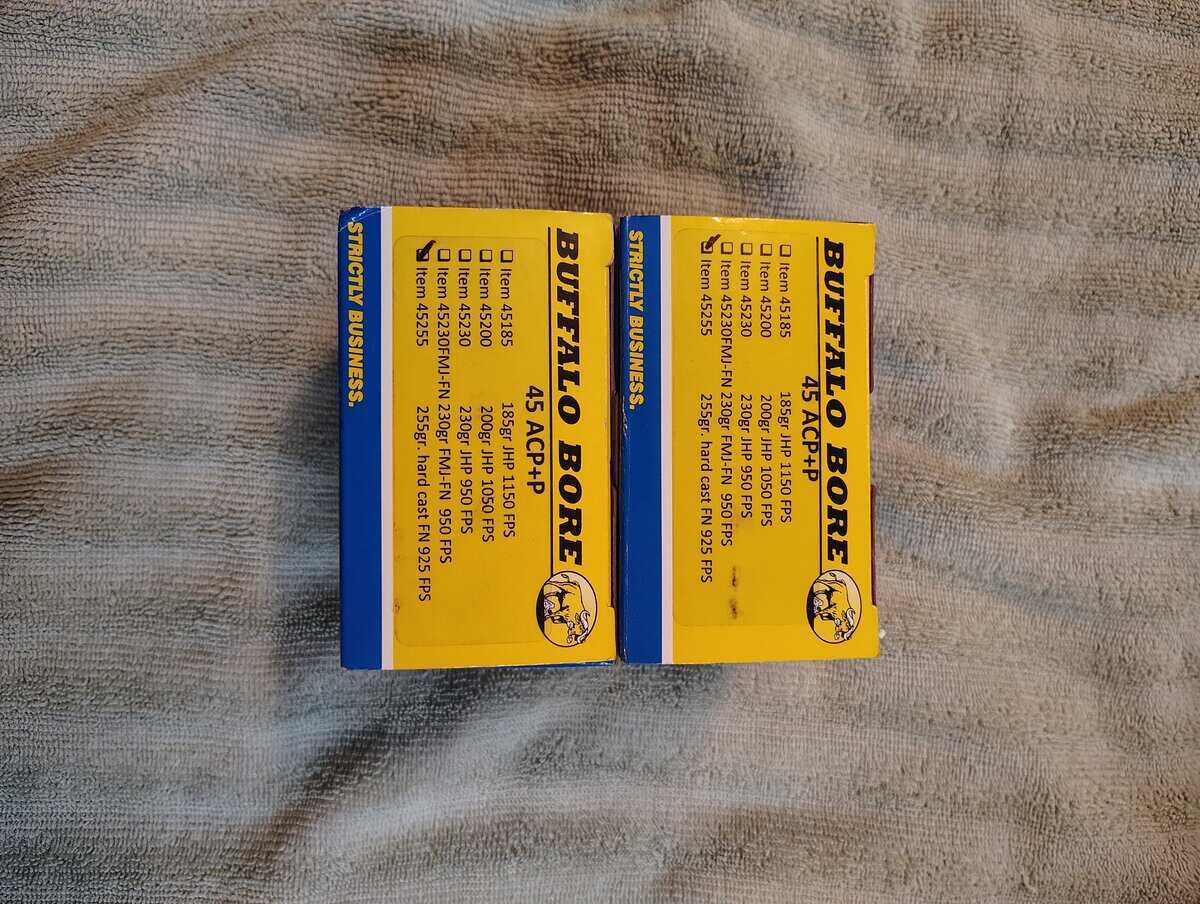 BUFFALO BORE
45 ACP+P
Item 45185 185gr JHP 1150 FPS
Item 45200 200gr JHP 1050 FPS
Item 45230 230gr JHP 950 FPS
Item 45230FMJ-FN 230gr FMJ-FN 950 FPS
Item 45255 255gr. hard cast FN 925 FPS
STRICTLY BUSINESS.
BUFFALO BORE
45 ACP+P
Item 45185 185gr JHP 1150 FPS
Item 45200 200gr JHP 1050 FPS
Item 45230 230gr JHP 950 FPS
Item 45230FMJ-FN 230gr FMJ-FN 950 FPS
Item 45255 255gr. hard cast FN 925 FPS
STRICTLY BUSINESS.